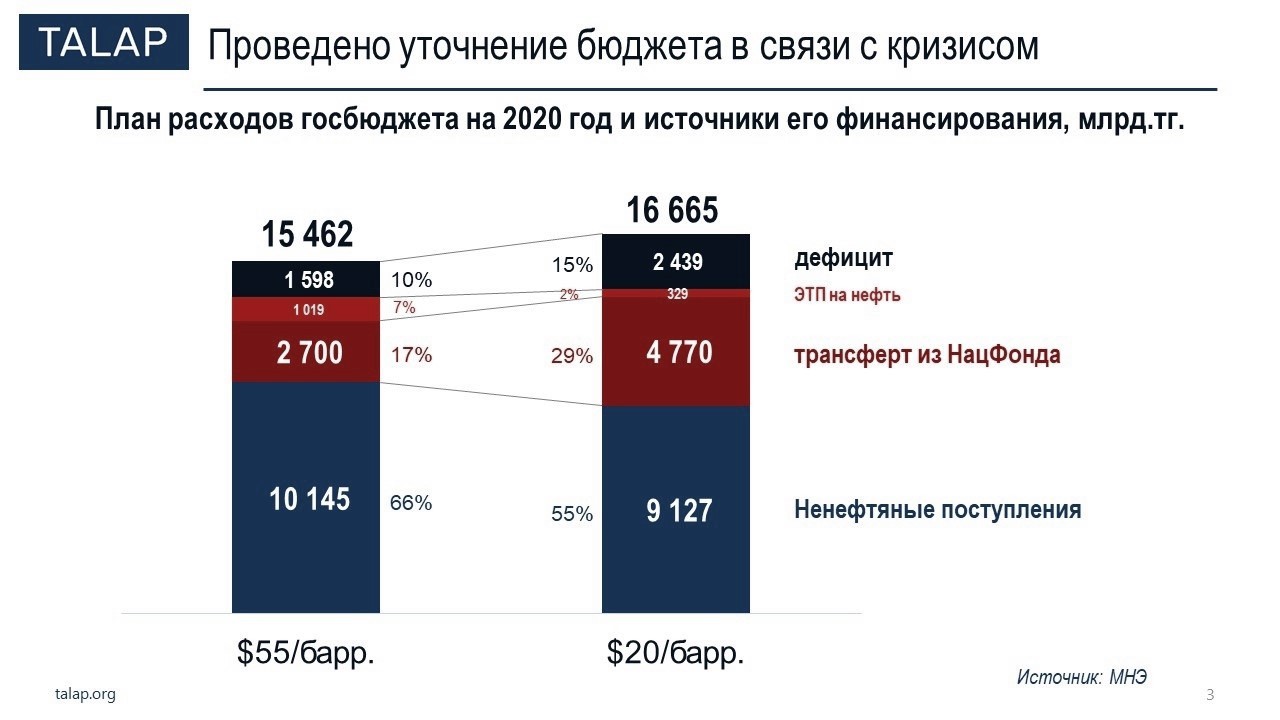 TALAP
Проведено уточнение бюджета в связи с кризисом
План расходов госбюджета на 2020 год и источники его финансирования, млрд.тг.
15 462
16 665
1 598
10%
15%
2 439
дефицит
1 019
7%
2%
329
ЭТП на нефть
2 700
17%
29%
4 770
трансферт из НацФонда
10 145
66%
55%
9 127
Ненефтяные поступления
$55/барр.
$20/барр.
Источник: МНЭ
talap.org
3